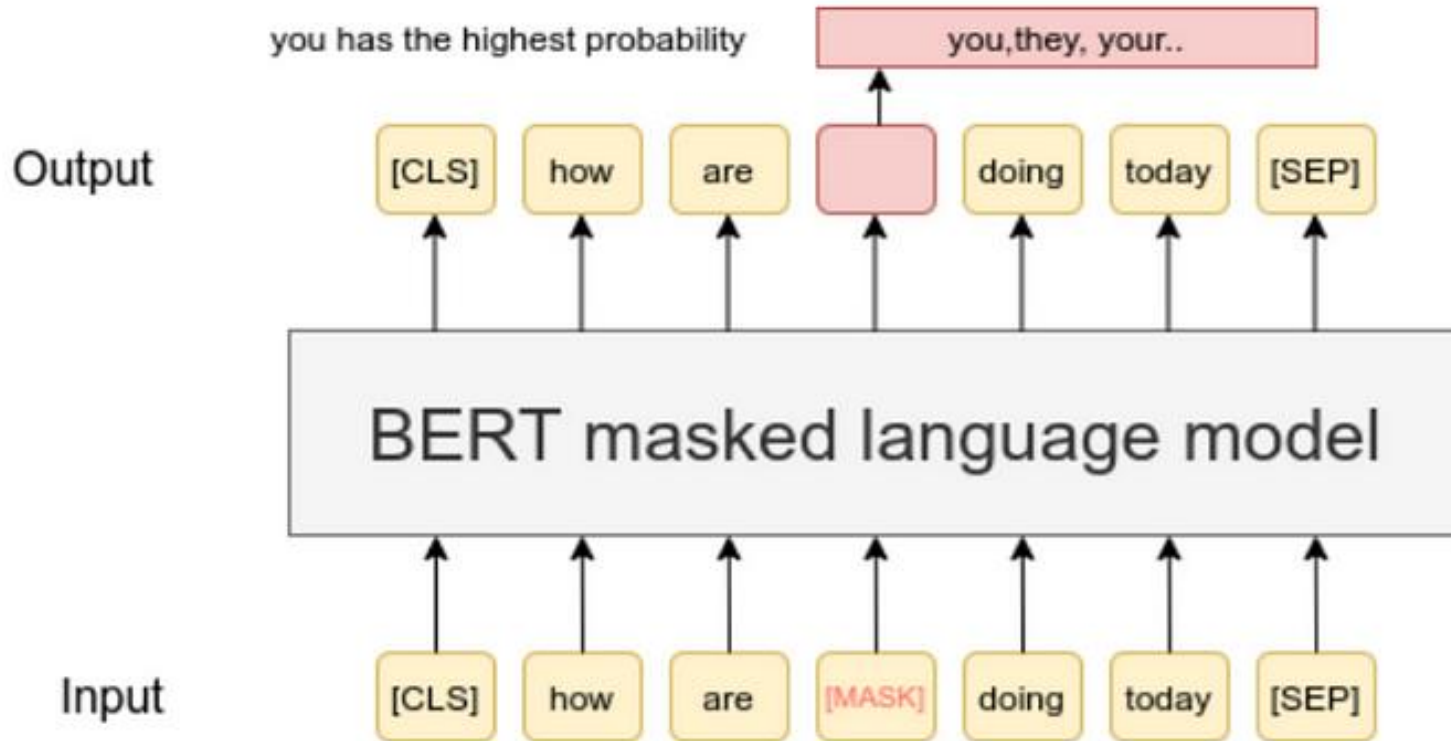 you has the highest probability you,they, your..
Output [CLS] how are doing today [SEP]
BERT masked language model
Input [CLS] how are [MASK] doing today [SEP]